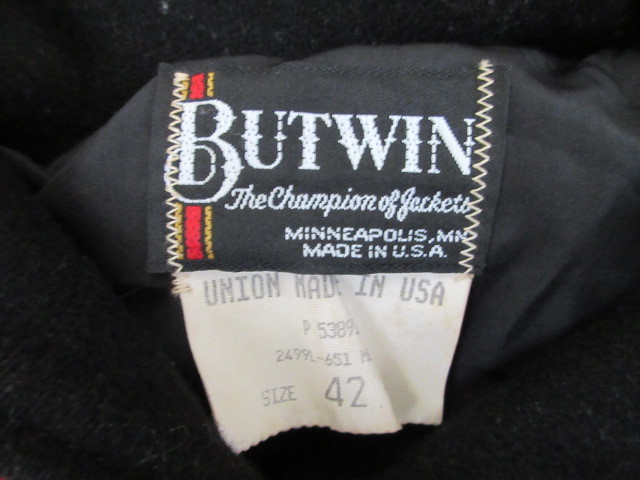 BUTWIN
The Champion of Jackets
MINNEAPOLIS, MN
MADE IN U.S.A.
UNION MADE IN USA
P 5389.
2499L-651 M
SIZE 42